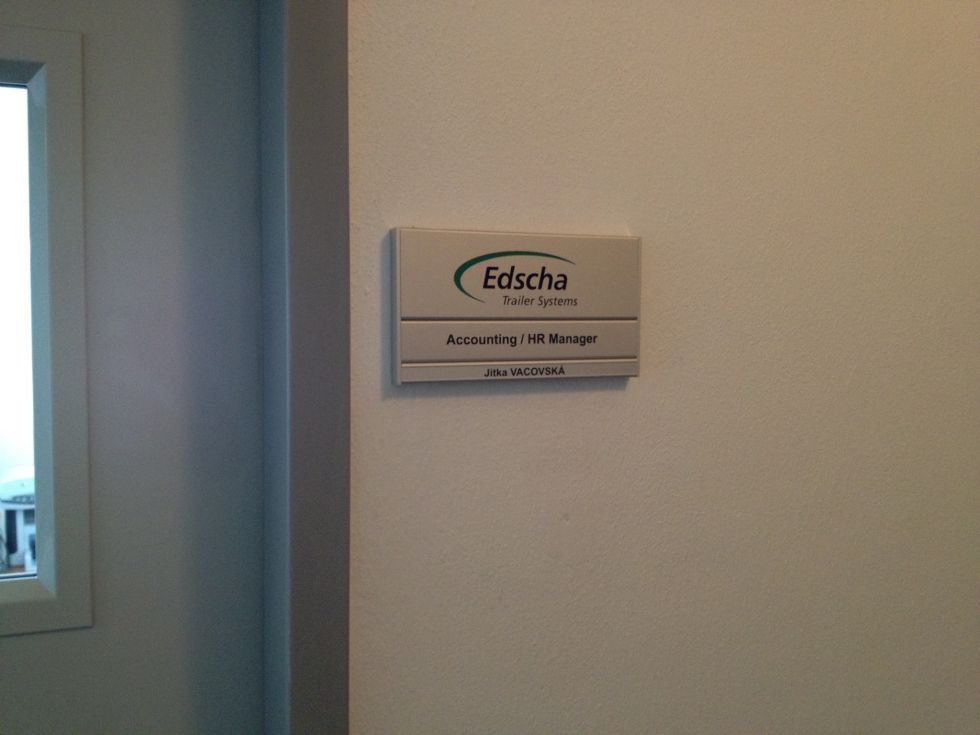 Edscha
Trailer Systems
Accounting / HR Manager
Jitka VACOVSKÁ